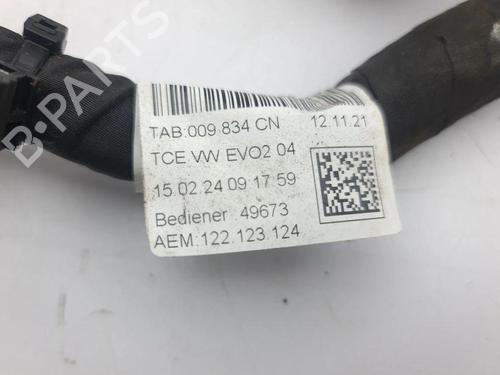 TAB:009 834 CN 12.11.21
TCE VW EVO2 04
15.02.24 09:17:59
Bediener 49673
AEM:122.123.124
B-PARTS